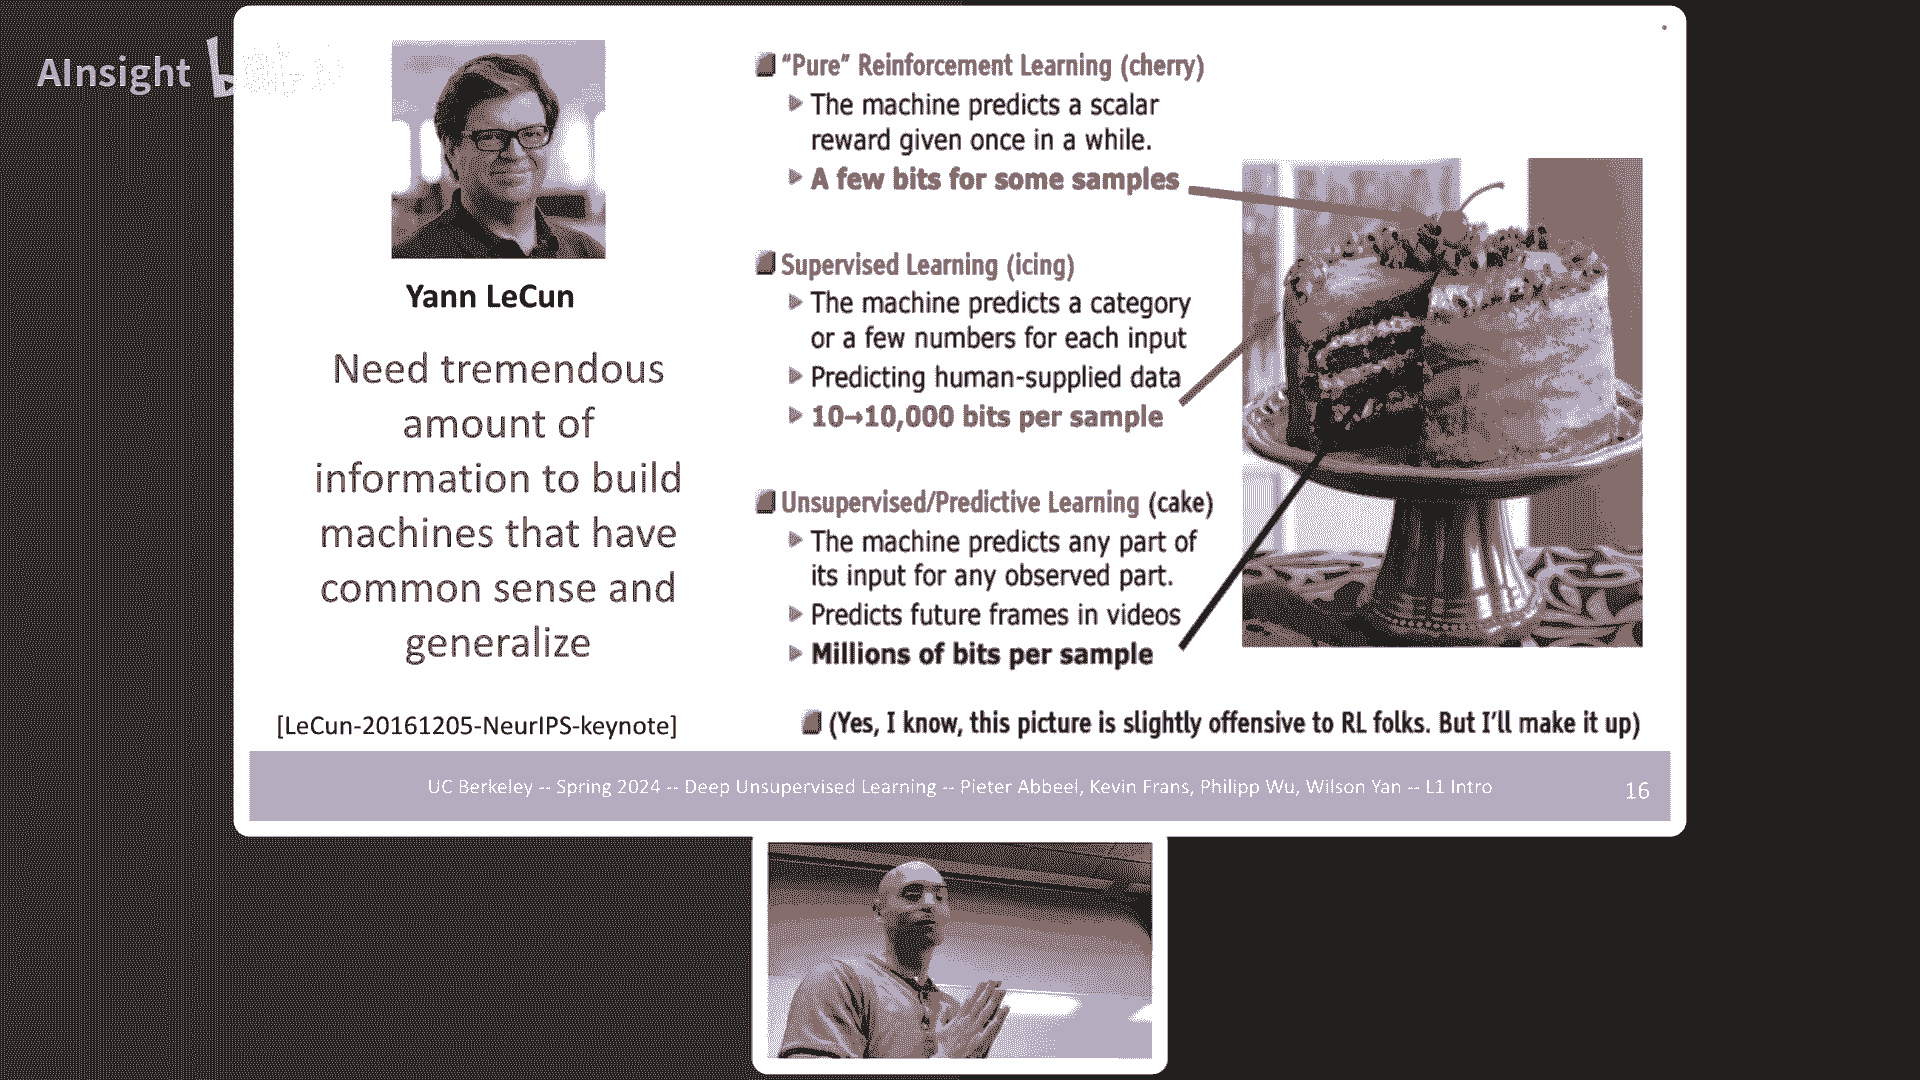 AInsight
Yann LeCun
Need tremendous
amount of
information to build
machines that have
common sense and
generalize
[LeCun-20161205-NeurIPS-keynote]
"Pure" Reinforcement Learning (cherry)
The machine predicts a scalar
reward given once in a while.
A few bits for some samples
Supervised Learning (icing)
The machine predicts a category
or a few numbers for each input
Predicting human-supplied data
10→10,000 bits per sample
Unsupervised/Predictive Learning (cake)
The machine predicts any part of
its input for any observed part.
Predicts future frames in videos
Millions of bits per sample
(Yes, I know, this picture is slightly offensive to RL folks. But I'll make it up)
UC Berkeley -- Spring 2024 -- Deep Unsupervised Learning -- Pieter Abbeel, Kevin Frans, Philipp Wu, Wilson Yan -- L1 Intro
16